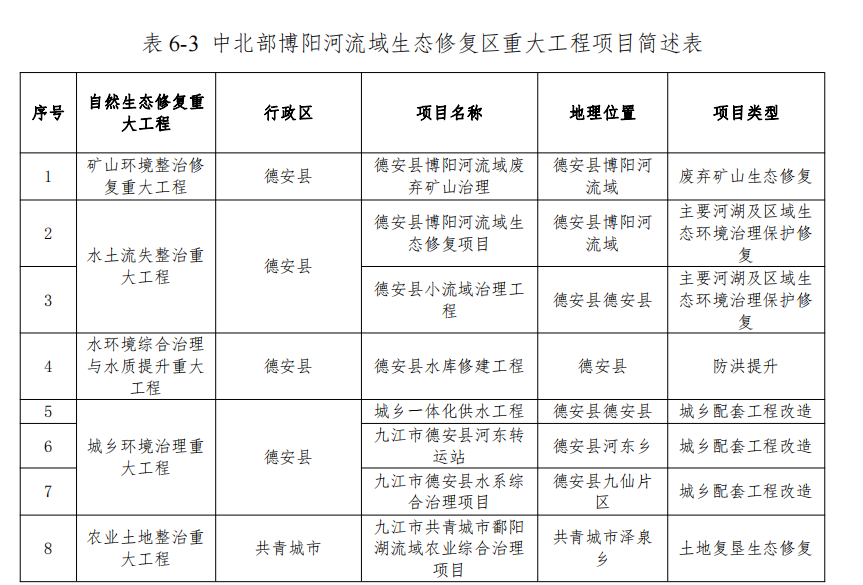 表 6-3 中北部博阳河流域生态修复区重大工程项目简述表
序号
自然生态修复重
大工程
行政区
项目名称
地理位置
项目类型
1
矿山环境整治修
复重大工程
德安县
德安县博阳河流域废
弃矿山治理
德安县博阳河
流域
废弃矿山生态修复
2
水土流失整治重
大工程
德安县
德安县博阳河流域生
态修复项目
德安县博阳河
流域
主要河湖及区域生
态环境治理保护修
复
3
德安县小流域治理工
程
德安县德安县
主要河湖及区域生
态环境治理保护修
复
4
水环境综合治理
与水质提升重大
工程
德安县
德安县水库修建工程
德安县
防洪提升
5
城乡环境治理重
大工程
德安县
城乡一体化供水工程
德安县德安县
城乡配套工程改造
6
九江市德安县河东转
运站
德安县河东乡
城乡配套工程改造
7
九江市德安县水系综
合治理项目
德安县九仙片
区
城乡配套工程改造
8
农业土地整治重
大工程
共青城市
九江市共青城市鄱阳
湖流域农业综合治理
项目
共青城市泽泉
乡
土地复垦生态修复